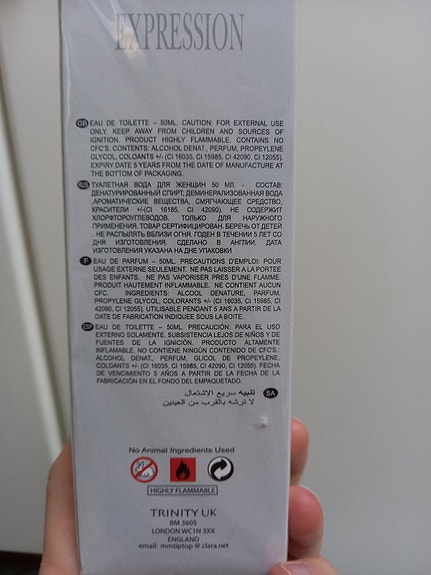 EXPRESSION
GB EAU DE TOILETTE – 50ML. CAUTION: FOR EXTERNAL USE
ONLY. KEEP AWAY FROM CHILDREN AND SOURCES OF
IGNITION. PRODUCT HIGHLY FLAMMABLE. CONTAINS NO
CFC'S. CONTENTS: ALCOHOL DENAT., PERFUM, PROPEYLENE
GLYCOL, COLOANTS +/- (CI 16035, CI 15985, CI 42090, CI 12055).
EXPIRY DATE 5 YEARS FROM THE DATE OF MANUFACTURE AT
THE BOTTOM OF PACKAGING.
RUS ТУАЛЕТНАЯ ВОДА ДЛЯ ЖЕНЩИН 50 МЛ. - СОСТАВ:
ДЕНАТУРИРОВАННЫЙ СПИРТ, ДЕМИНЕРАЛИЗОВАННАЯ ВОДА
,АРОМАТИЧЕСКИЕ ВЕЩЕСТВА, СМЯГЧАЮЩЕЕ СРЕДСТВО,
КРАСИТЕЛИ +/-(CI 16185, CI 42090). НЕ СОДЕРЖИТ
ХЛОРФТОРОУГЛЕВОДОВ. ТОЛЬКО ДЛЯ НАРУЖНОГО
ПРИМЕНЕНИЯ. ТОВАР СЕРТИФИЦИРОВАН. БЕРЕЧЬ ОТ ДЕТЕЙ
. НЕ РАСПЫЛЯТЬ ВБЛИЗИ ОГНЯ. ГОДЕН В ТЕЧЕНИИ 5 ЛЕТ СО
ДНЯ ИЗГОТОВЛЕНИЯ. СДЕЛАНО В АНГЛИИ. ДАТА
ИЗГОТОВЛЕНИЯ УКАЗАНА НА ДНЕ УПАКОВКИ
F EAU DE PARFUM – 50ML. PRECAUTIONS D'EMPLOI: POUR
USAGE EXTERNE SEULEMENT. NE PAS LAISSER A LA PORTEE
DES ENFANTS. NE PAS VAPORISER PRES D'UNE FLAMME.
PRODUIT HAUTEMENT INFLAMMABLE. NE CONTIENT AUCUN
CFC. INGREDIENTS: ALCOOL DENATURE, PARFUM,
PROPYLENE GLYCOL, COLORANTS +/- (CI 16035, CI 15985, CI
42090, CI 12055). UTILISABLE PENDANT 5 ANS A PARTIR DE LA
DATE DE FABRICATION INDIQUEE SOUS LA BOITE.
ESP EAU DE TOILETTE – 50ML. PRECAUCIÓN: PARA EL USO
EXTERNO SOLAMENTE. SUBSISTENCIA LEJOS DE NIÑOS Y DE
FUENTES DE LA IGNICIÓN. PRODUCTO ALTAMENTE
INFLAMABLE. NO CONTIENE NINGÚN CONTENIDO DE CFC'S.:
ALCOHOL DENAT., PERFUM, GLICOL DE PROPEYLENE,
COLOANTS +/- (CI 16035, CI 15985, CI 42090, CI 12055). FECHA
DE VENCIMIENTO 5 AÑOS A PARTIR DE LA FECHA DE LA
FABRICACIÓN EN EL FONDO DEL EMPAQUETADO.
SA تنبيه سريع الاشتعال
لا ترشه بالقرب من العينين
No Animal Ingredients Used
HIGHLY FLAMMABLE
TRINITY UK
BM 3605
LONDON WC1N 3XX
ENGLAND
email: mmtiptop @ clara.net